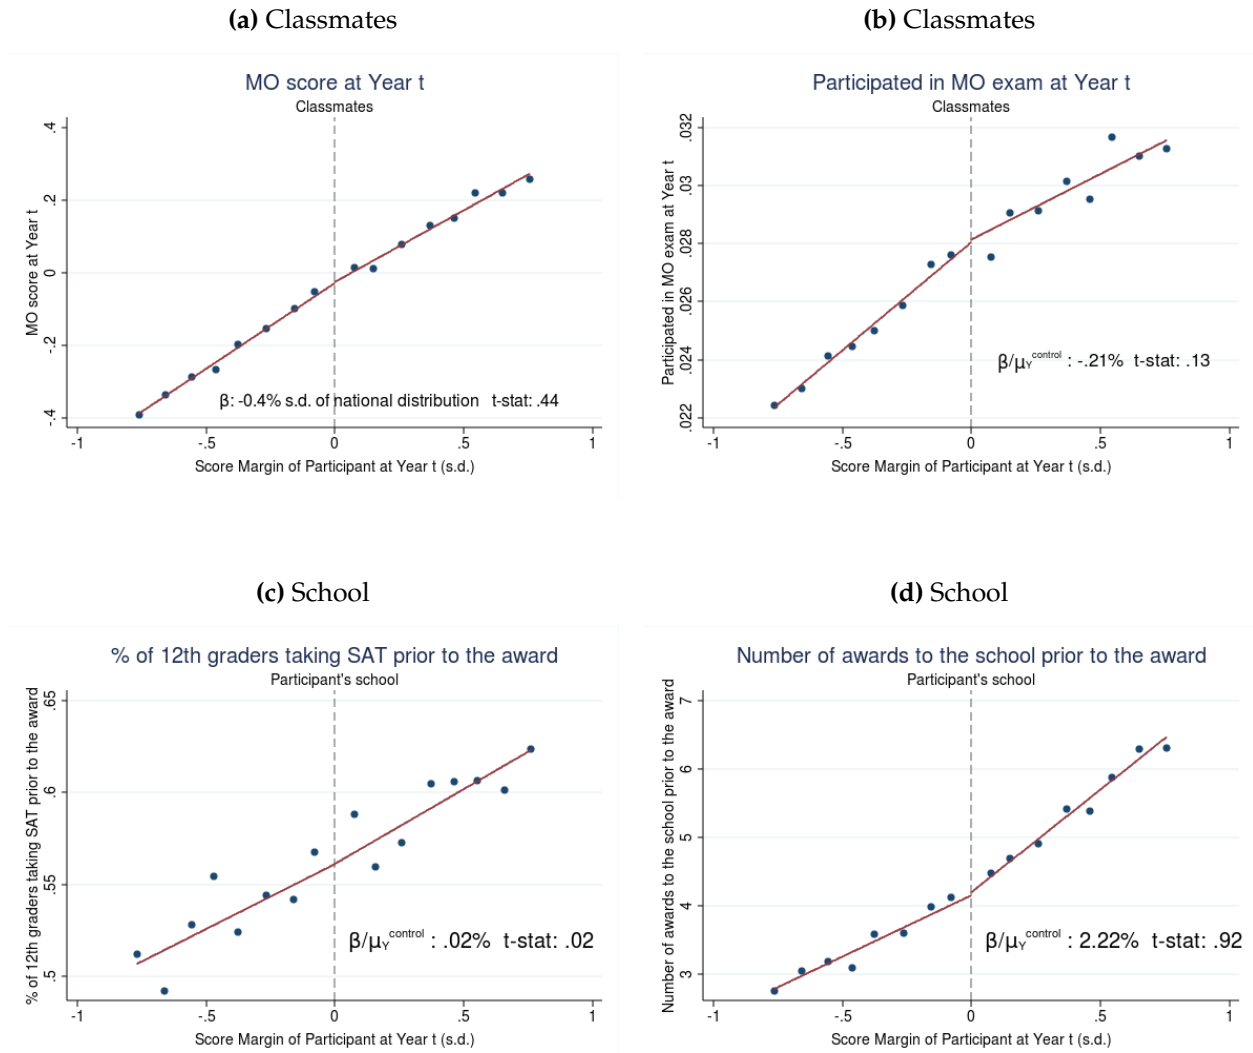 (a) Classmates
MO score at Year t
Classmates
MO score at Year t
.4
.2
0
-.2
-.4
β: -0.4% s.d. of national distribution t-stat: .44
-1 -.5 0 .5 1
Score Margin of Participant at Year t (s.d.)
(b) Classmates
Participated in MO exam at Year t
Classmates
Participated in MO exam at Year t
.032
.03
.028
.026
.024
.022
β/μY control : -.21% t-stat: .13
-1 -.5 0 .5 1
Score Margin of Participant at Year t (s.d.)
(c) School
% of 12th graders taking SAT prior to the award
Participant's school
% of 12th graders taking SAT prior to the award
.65
.6
.55
.5
β/μY control : .02% t-stat: .02
-1 -.5 0 .5 1
Score Margin of Participant at Year t (s.d.)
(d) School
Number of awards to the school prior to the award
Participant's school
Number of awards to the school prior to the award
7
6
5
4
3
β/μY control : 2.22% t-stat: .92
-1 -.5 0 .5 1
Score Margin of Participant at Year t (s.d.)